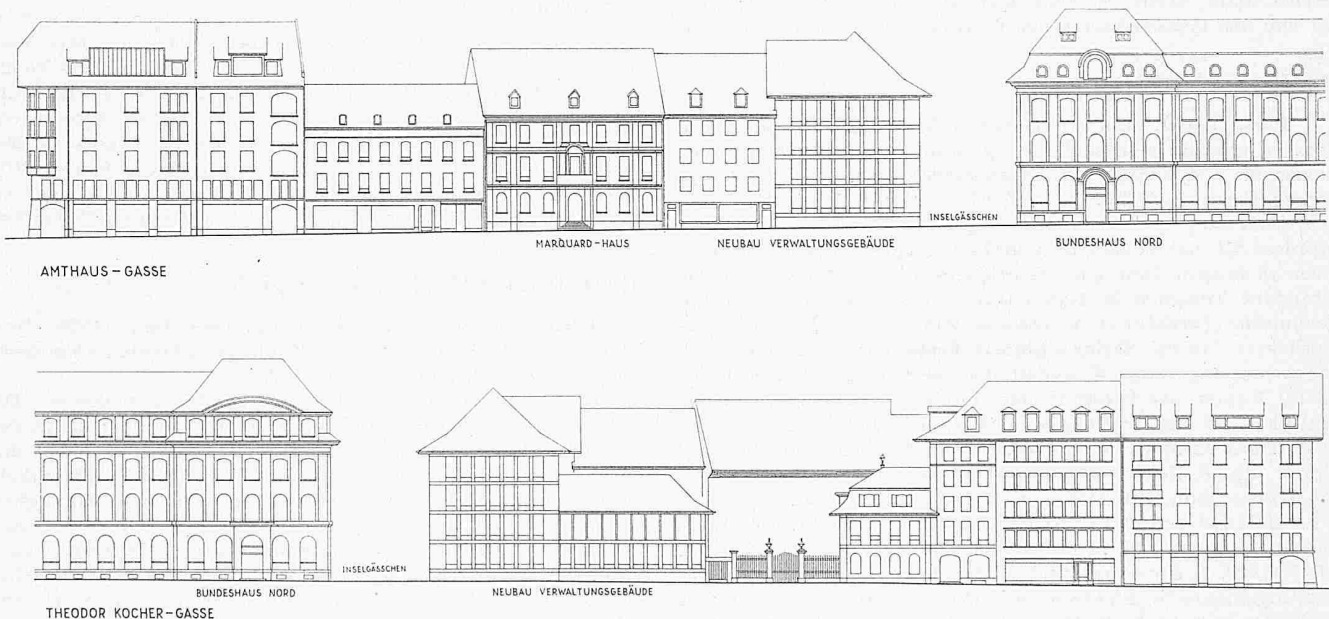 INSELGÄSSCHEN
MARQUARD-HAUS
NEUBAU VERWALTUNGSGEBÄUDE
BUNDESHAUS NORD
AMTHAUS-GASSE
INSELGÄSSCHEN
BUNDESHAUS NORD
NEUBAU VERWALTUNGSGEBÄUDE
THEODOR KOCHER-GASSE